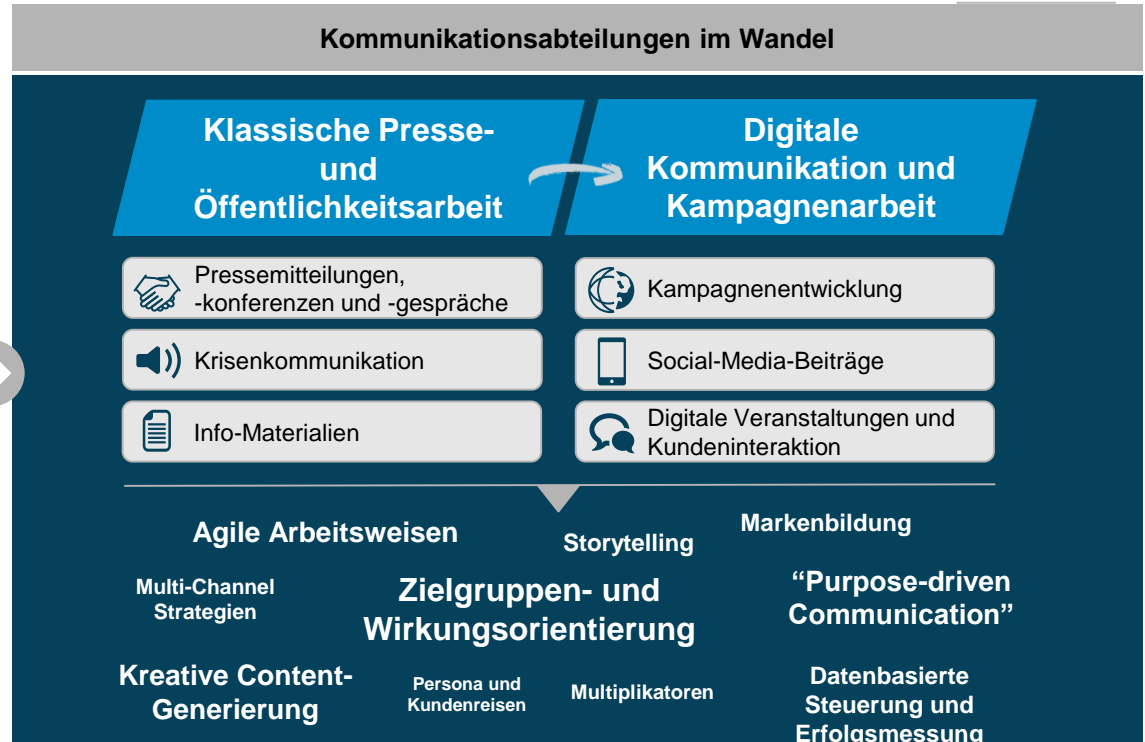 Kommunikationsabteilungen im Wandel
Klassische Presse-
und
Öffentlichkeitsarbeit
Digitale
Kommunikation und
Kampagnenarbeit
Pressemitteilungen,
-konferenzen und -gespräche
Krisenkommunikation
Info-Materialien
Kampagnenentwicklung
Social-Media-Beiträge
Digitale Veranstaltungen und
Kundeninteraktion
Agile Arbeitsweisen
Storytelling
Markenbildung
Multi-Channel
Strategien
Zielgruppen- und
Wirkungsorientierung
“Purpose-driven
Communication”
Kreative Content-
Generierung
Persona und
Kundenreisen
Multiplikatoren
Datenbasierte
Steuerung und
Erfolgsmessung